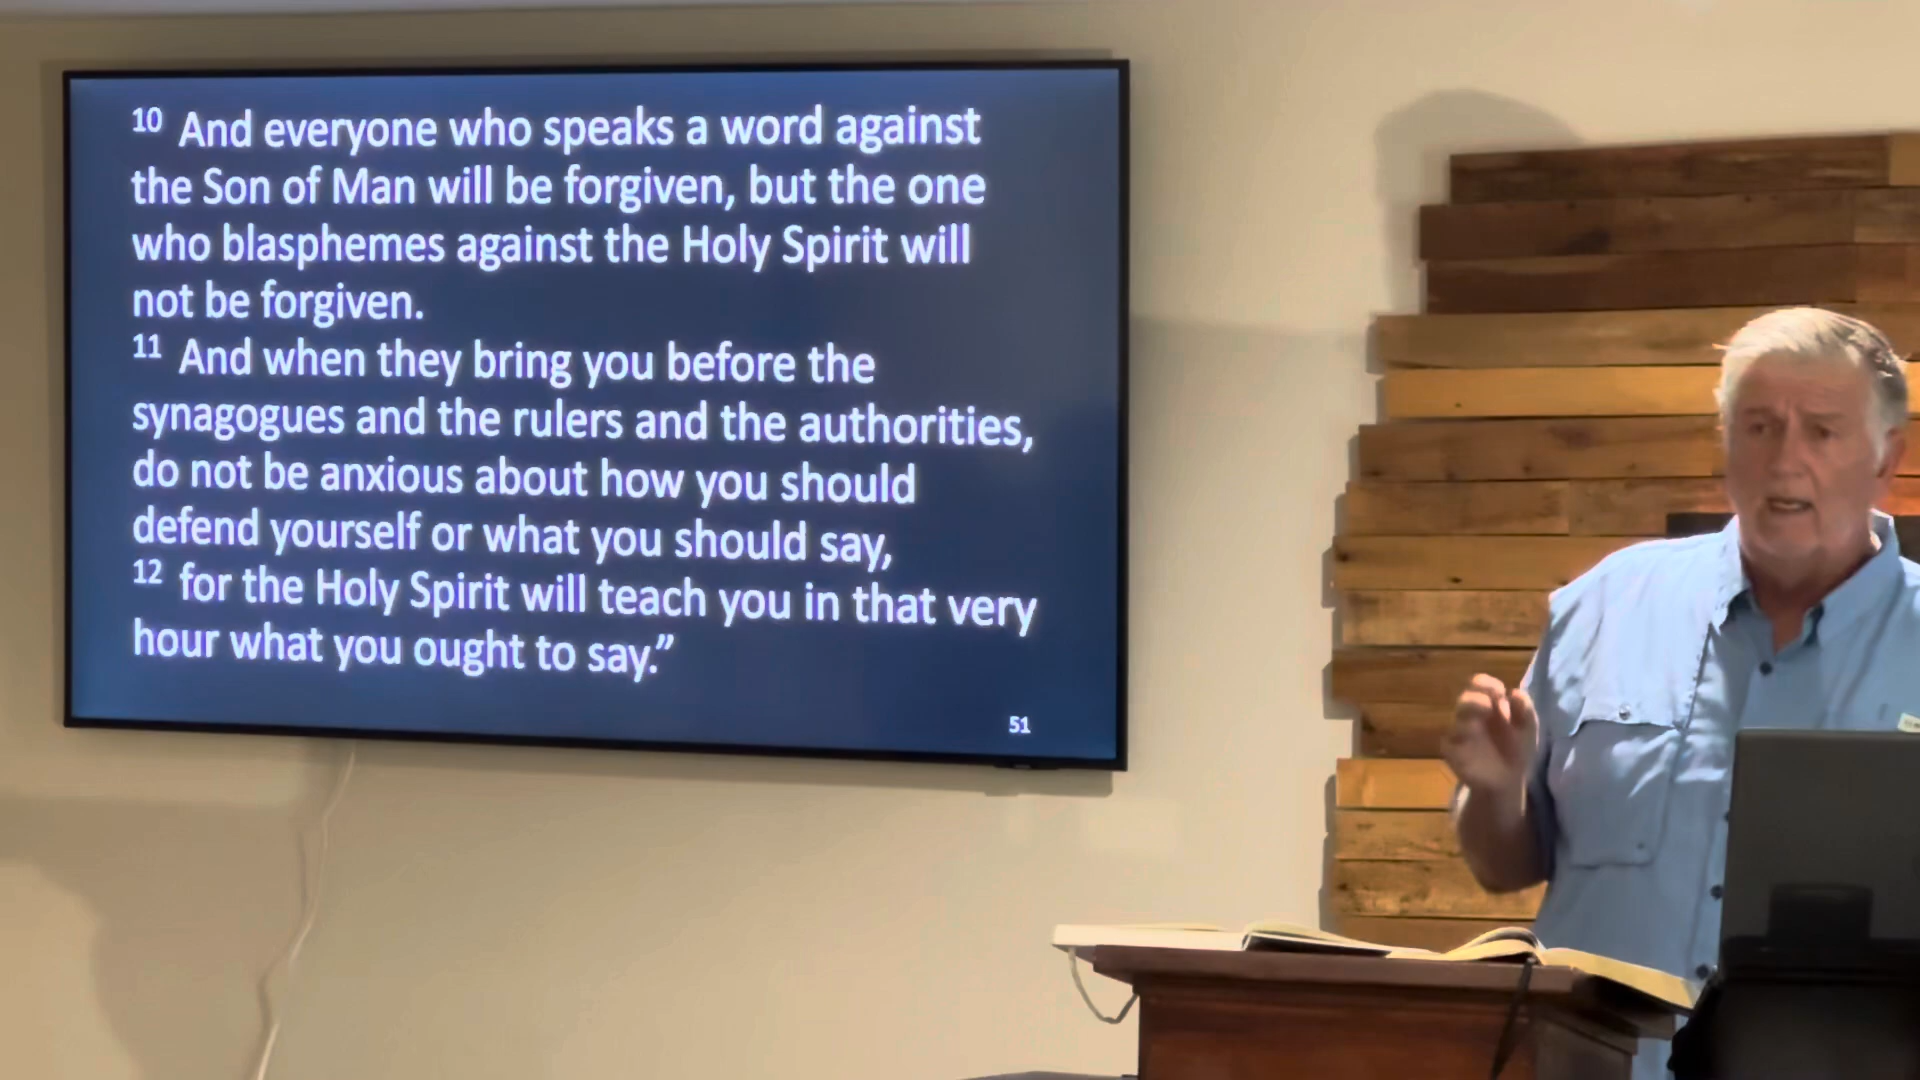 10 And everyone who speaks a word against
the Son of Man will be forgiven, but the one
who blasphemes against the Holy Spirit will
not be forgiven.
11 And when they bring you before the
synagogues and the rulers and the authorities,
do not be anxious about how you should
defend yourself or what you should say,
12 for the Holy Spirit will teach you in that very
hour what you ought to say.”
51